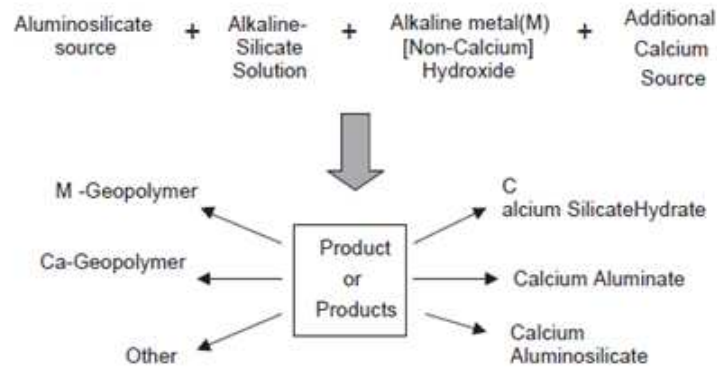 Aluminosilicate source
+
Alkaline-
Silicate
Solution
+
Alkaline metal(M)
[Non-Calcium]
Hydroxide
+
Additional
Calcium
Source
M -Geopolymer
Ca-Geopolymer
Other
Product
or
Products
C
alcium SilicateHydrate
Calcium Aluminate
Calcium
Aluminosilicate